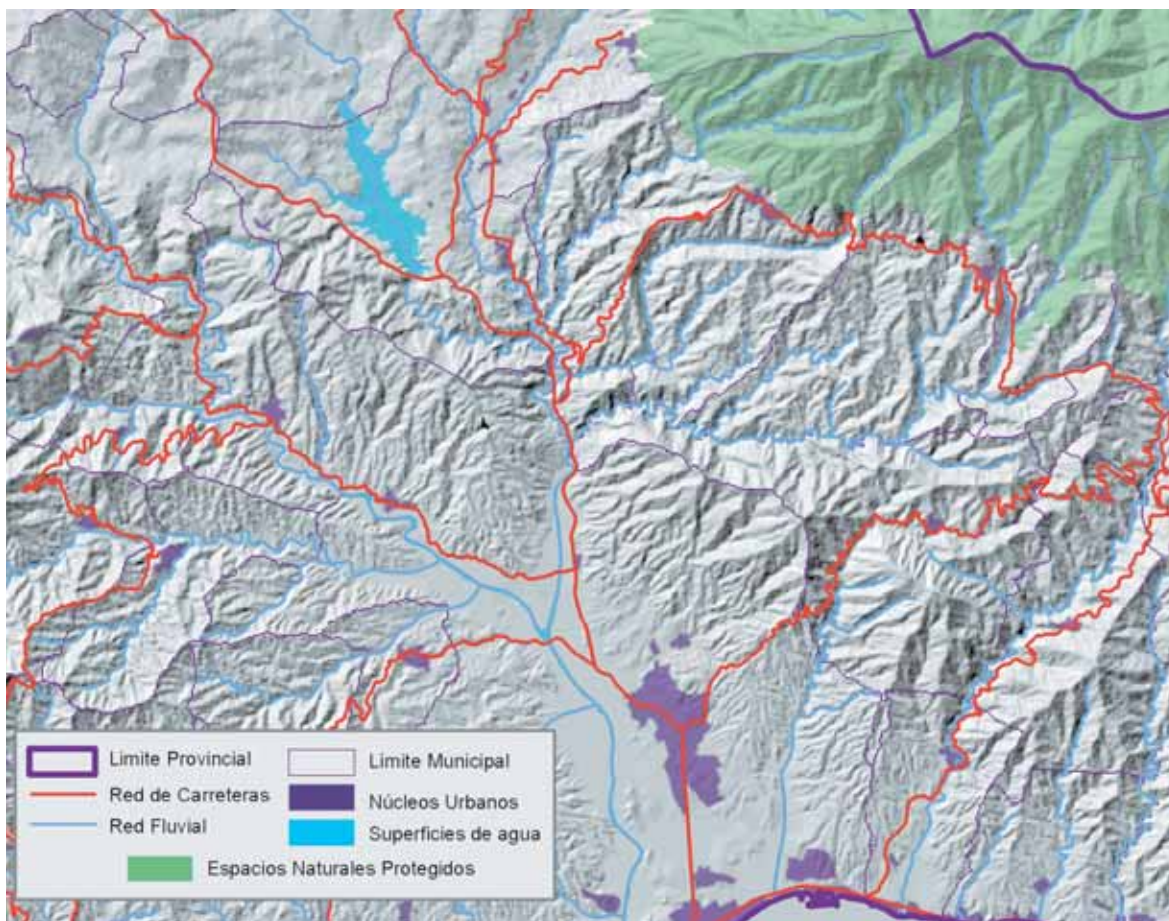 Limite Provincial
Limite Municipal
Red de Carreteras
Núcleos Urbanos
Red Fluvial
Superficies de agua
Espacios Naturales Protegidos